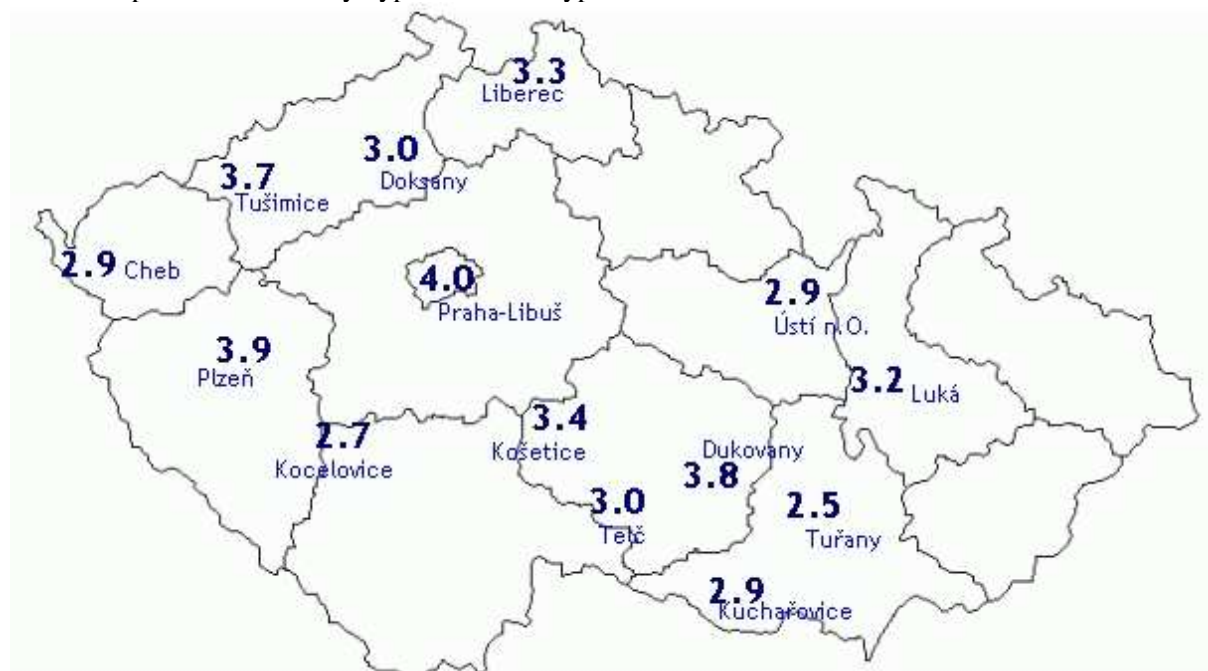 3.3
Liberec
3.0
Doksany
3.7
Tušimice
2.9 Cheb
4.0
Praha-Libuš
2.9
Ústí n.O.
3.9
Plzeň
3.2 Luká
3.4
Košetice
2.7
Kocelovice
Dukovany
3.8
3.0
Telč
2.5
Tuřany
2.9
Kuchařovice